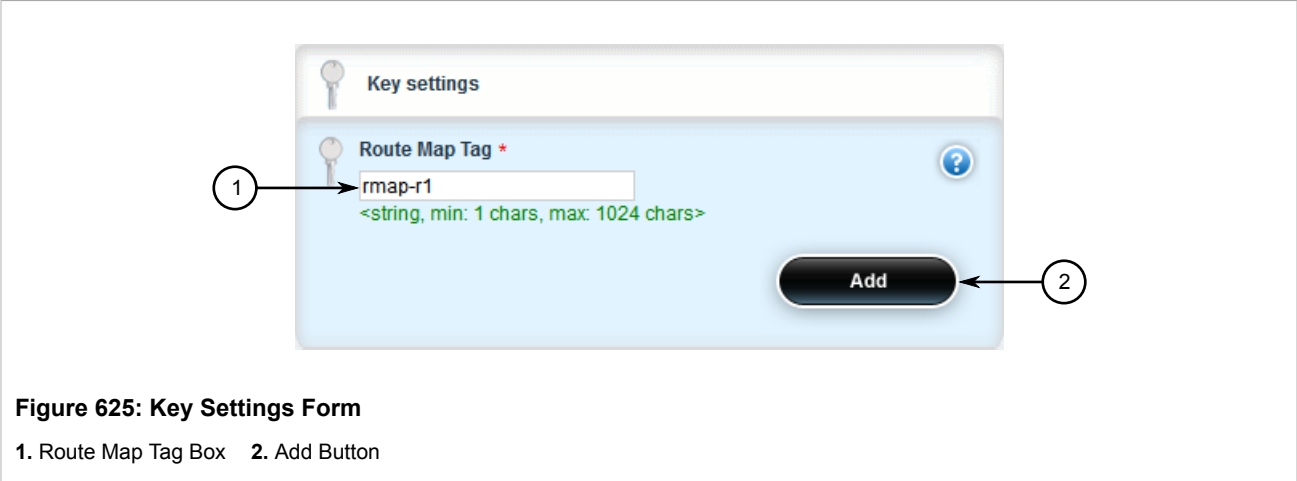 Key settings
Route Map Tag *
?
1
rmap-r1
<string, min: 1 chars, max: 1024 chars>
Add
2
Figure 625: Key Settings Form
1. Route Map Tag Box 2. Add Button